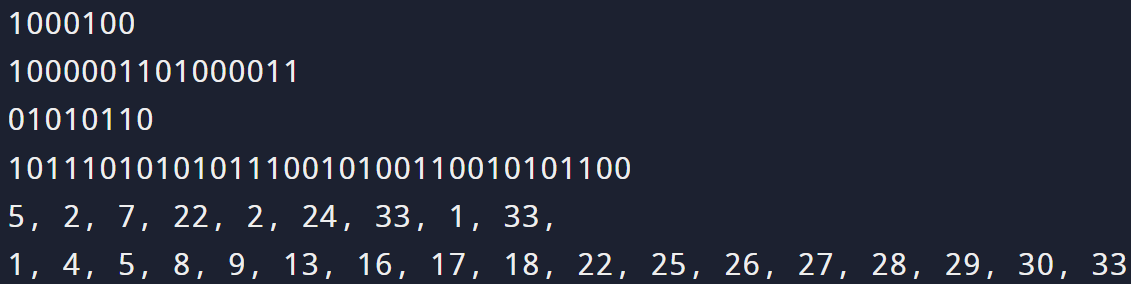 1000100
1000001101000011
01010110
1011101010101110010100110010101100
5, 2, 7, 22, 2, 24, 33, 1, 33,
1, 4, 5, 8, 9, 13, 16, 17, 18, 22, 25, 26, 27, 28, 29, 30, 33